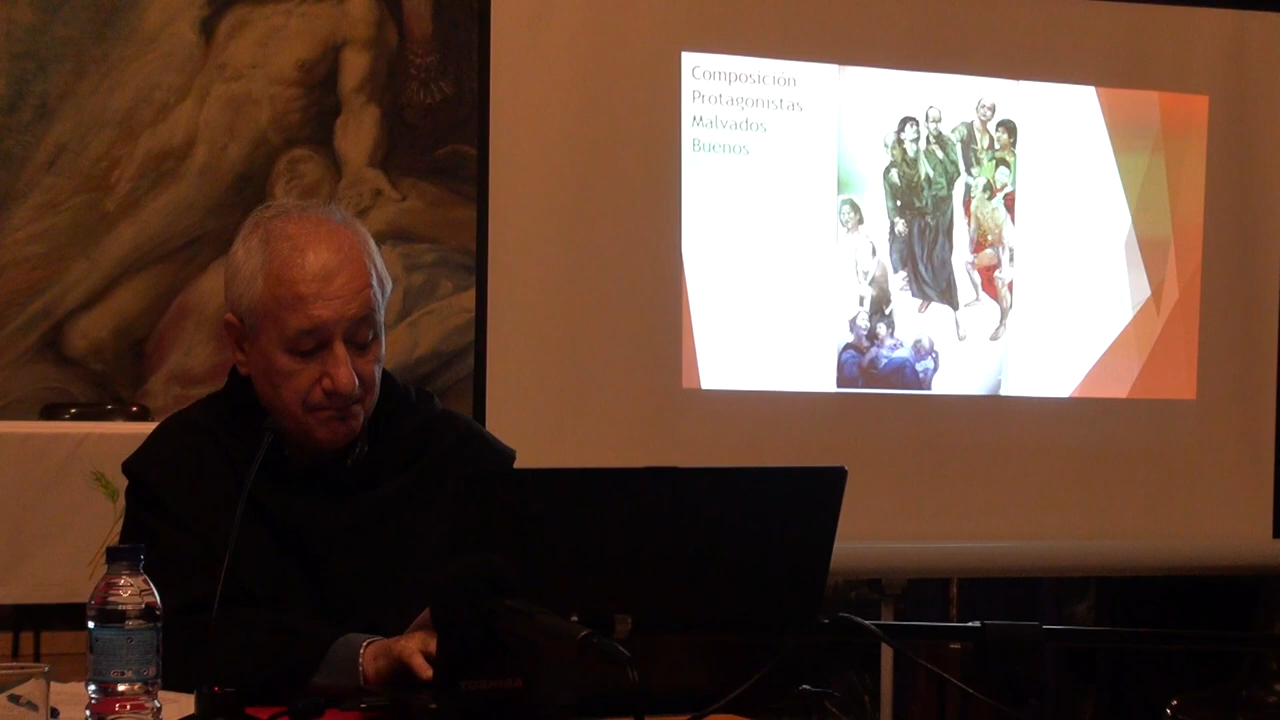 Composición
Protagonistas
Malvados
Buenos
TOSHIBA